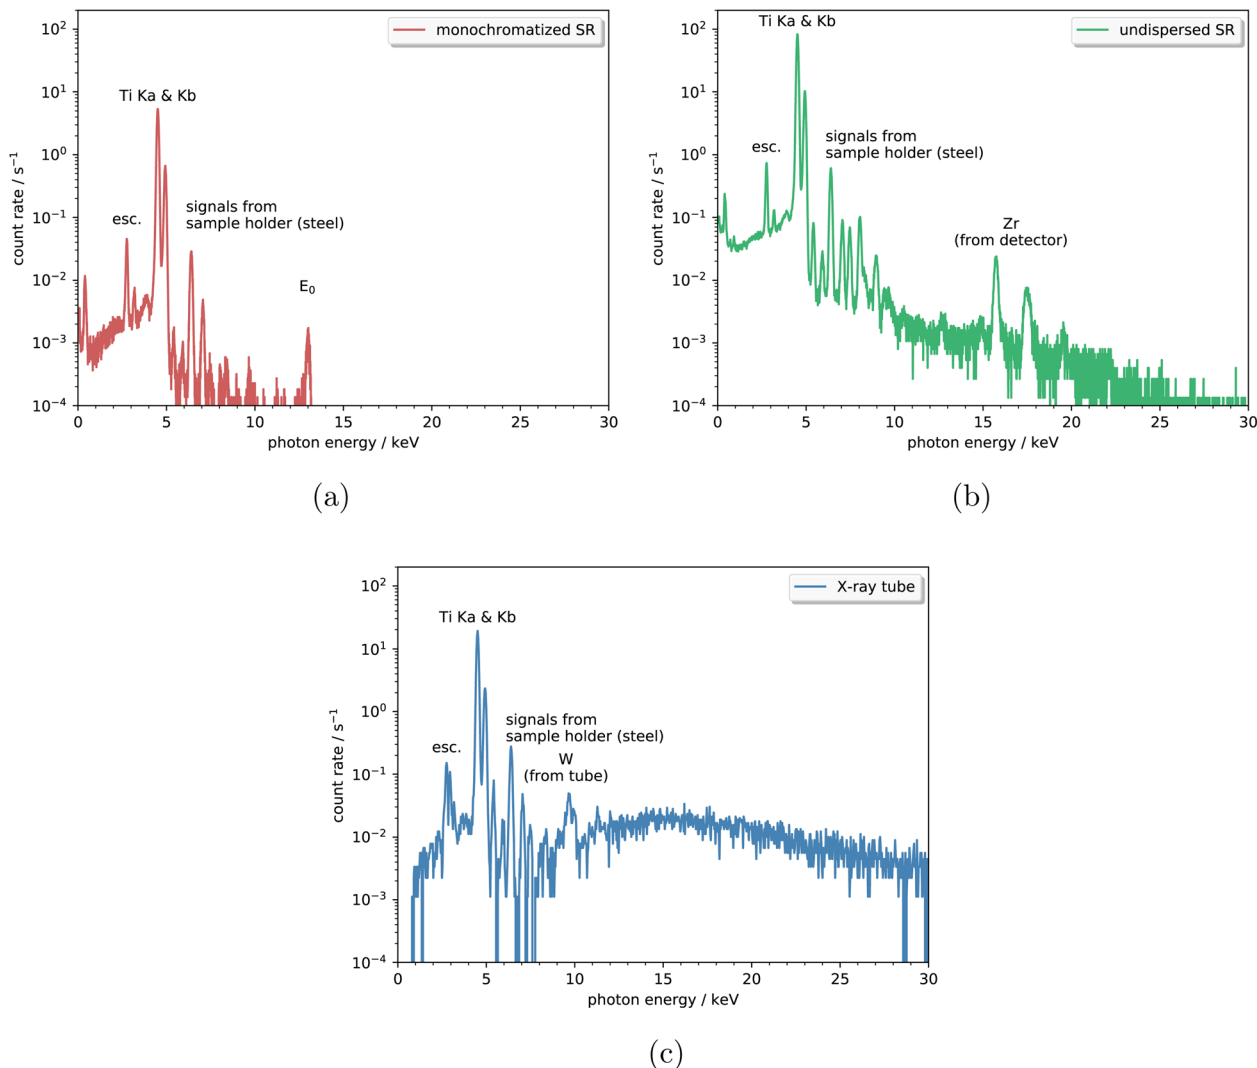 10²
10¹
10⁰
10⁻¹
10⁻²
10⁻³
10⁻⁴
count rate / s⁻¹
monochromatized SR
Ti Ka & Kb
esc.
signals from
sample holder (steel)
E₀
0 5 10 15 20 25 30
photon energy / keV
(a)
10²
10¹
10⁰
10⁻¹
10⁻²
10⁻³
10⁻⁴
count rate / s⁻¹
Ti Ka & Kb
undispersed SR
esc.
signals from
sample holder (steel)
Zr
(from detector)
0 5 10 15 20 25 30
photon energy / keV
(b)
10²
10¹
10⁰
10⁻¹
10⁻²
10⁻³
10⁻⁴
count rate / s⁻¹
X-ray tube
Ti Ka & Kb
esc.
signals from
sample holder (steel)
W
(from tube)
0 5 10 15 20 25 30
photon energy / keV
(c)